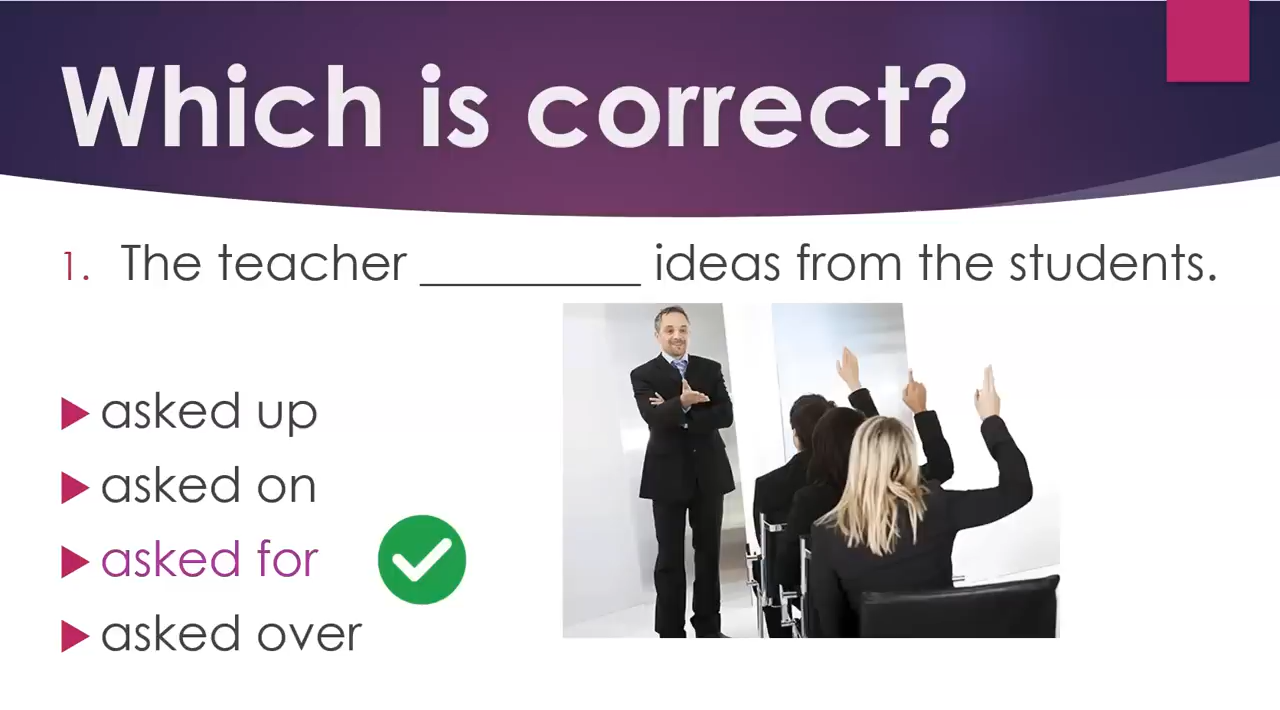 Which is correct?
1. The teacher _________ ideas from the students.
asked up
asked on
asked for
asked over